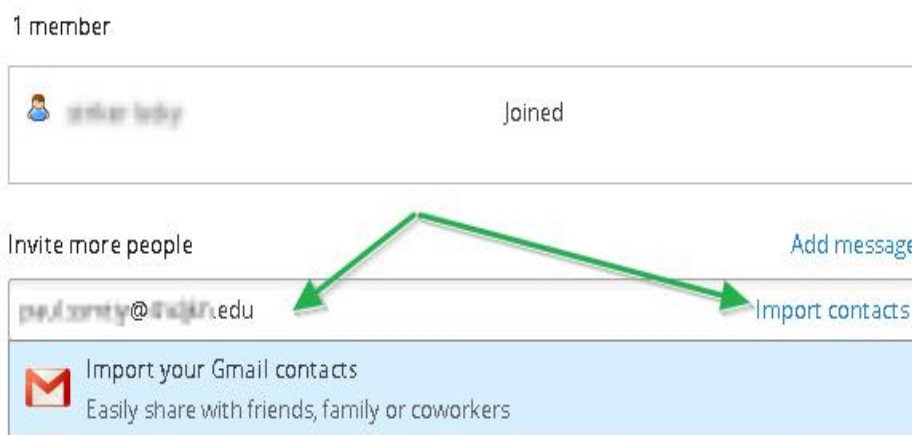 1 member
Joined
Invite more people
Add message
@ .edu
Import contacts
Import your Gmail contacts
Easily share with friends, family or coworkers